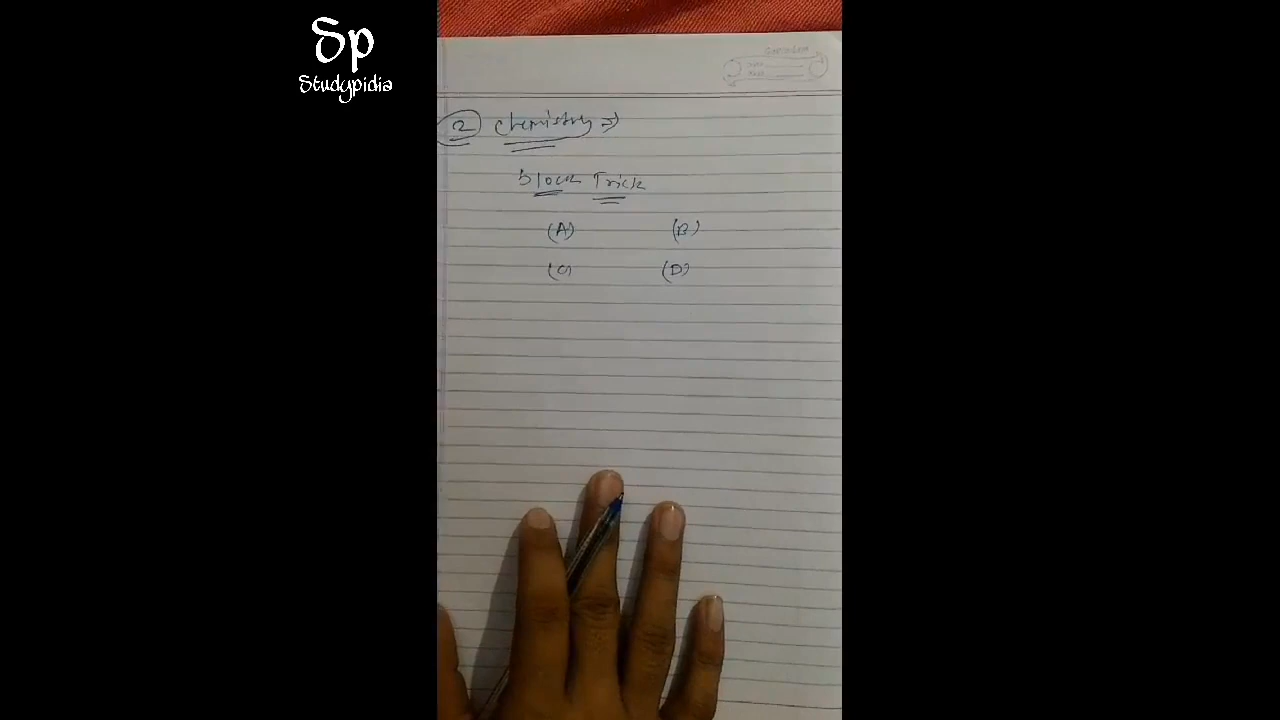 Sp
Studypidia
2 Chemistry ⇒
block Trick
(A) (B)
(C) (D)